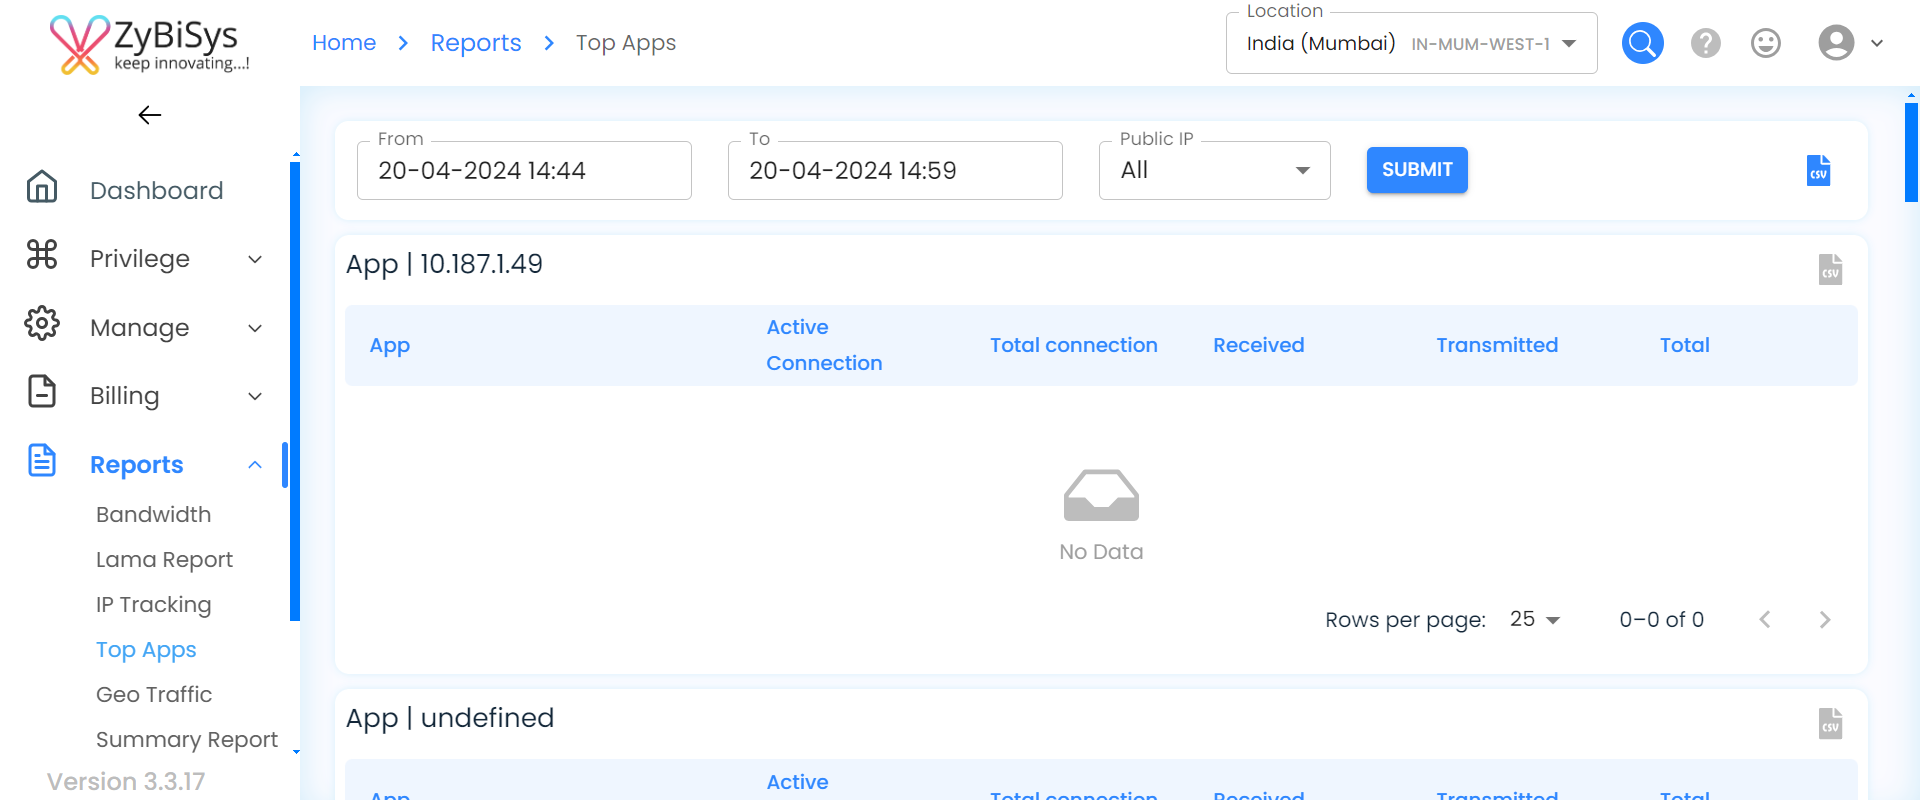 ZyBiSys
keep innovating...!
Home
Reports
Top Apps
Location
India (Mumbai) IN-MUM-WEST-1
Dashboard
Privilege
Manage
Billing
Reports
Bandwidth
Lama Report
IP Tracking
Top Apps
Geo Traffic
Summary Report
Version 3.3.17
From
20-04-2024 14:44
To
20-04-2024 14:59
Public IP
All
SUBMIT
CSV
App | 10.187.1.49
CSV
App
Active
Connection
Total connection
Received
Transmitted
Total
No Data
Rows per page: 25
0–0 of 0
App | undefined
CSV
App
Active
Total connection
Received
Transmitted
Total